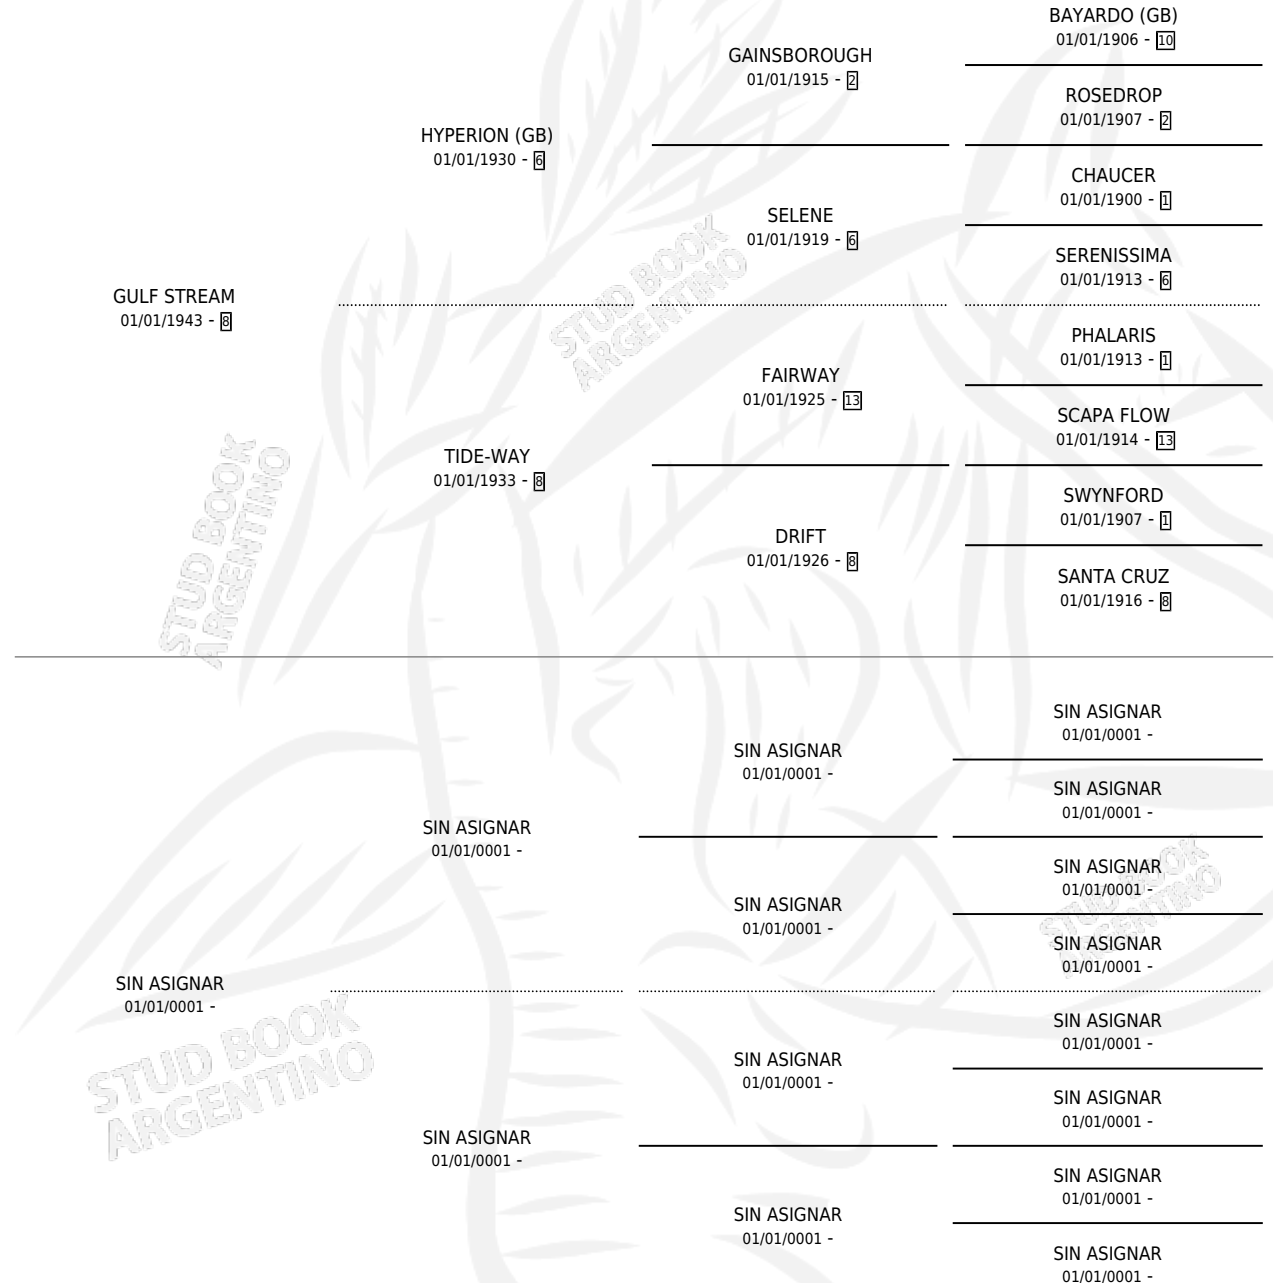 BAYARDO (GB)
01/01/1906 - 10
GAINSBOROUGH
01/01/1915 - 2
ROSEDROP
01/01/1907 - 2
HYPERION (GB)
01/01/1930 - 6
CHAUCER
01/01/1900 - 1
SELENE
01/01/1919 - 6
SERENISSIMA
01/01/1913 - 6
GULF STREAM
01/01/1943 - 8
STUD BOOK
ARGENTINO
PHALARIS
01/01/1913 - 1
FAIRWAY
01/01/1925 - 13
SCAPA FLOW
01/01/1914 - 13
TIDE-WAY
01/01/1933 - 8
SWYNFORD
01/01/1907 - 1
DRIFT
01/01/1926 - 8
SANTA CRUZ
01/01/1916 - 8
STUD BOOK
ARGENTINO
SIN ASIGNAR
01/01/0001 -
SIN ASIGNAR
01/01/0001 -
SIN ASIGNAR
01/01/0001 -
SIN ASIGNAR
01/01/0001 -
SIN ASIGNAR
01/01/0001 -
SIN ASIGNAR
01/01/0001 -
SIN ASIGNAR
01/01/0001 -
STUD BOOK
ARGENTINO
SIN ASIGNAR
01/01/0001 -
SIN ASIGNAR
01/01/0001 -
SIN ASIGNAR
01/01/0001 -
SIN ASIGNAR
01/01/0001 -
STUD BOOK
ARGENTINO
SIN ASIGNAR
01/01/0001 -
SIN ASIGNAR
01/01/0001 -
SIN ASIGNAR
01/01/0001 -
SIN ASIGNAR
01/01/0001 -